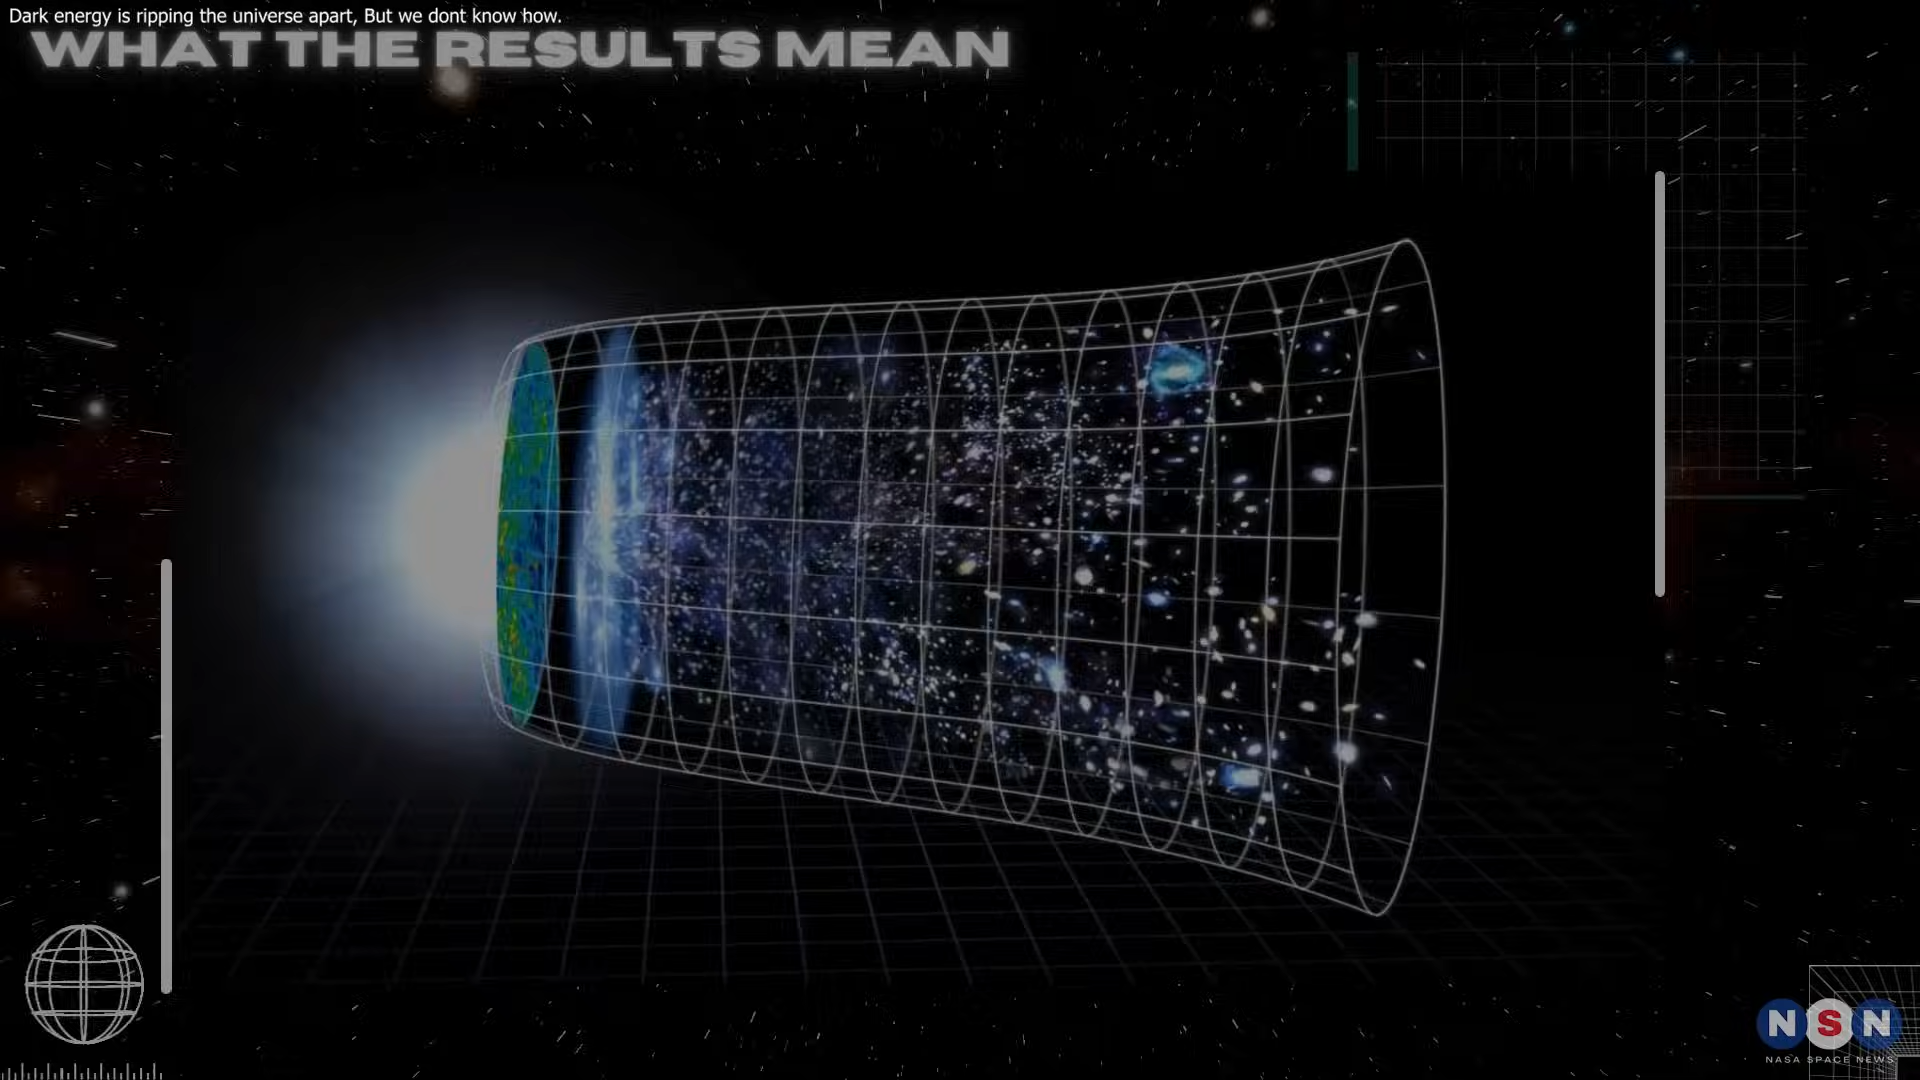 Dark energy is ripping the universe apart, But we dont know how.
WHAT THE RESULTS MEAN
NSN
NASA SPACE NEWS